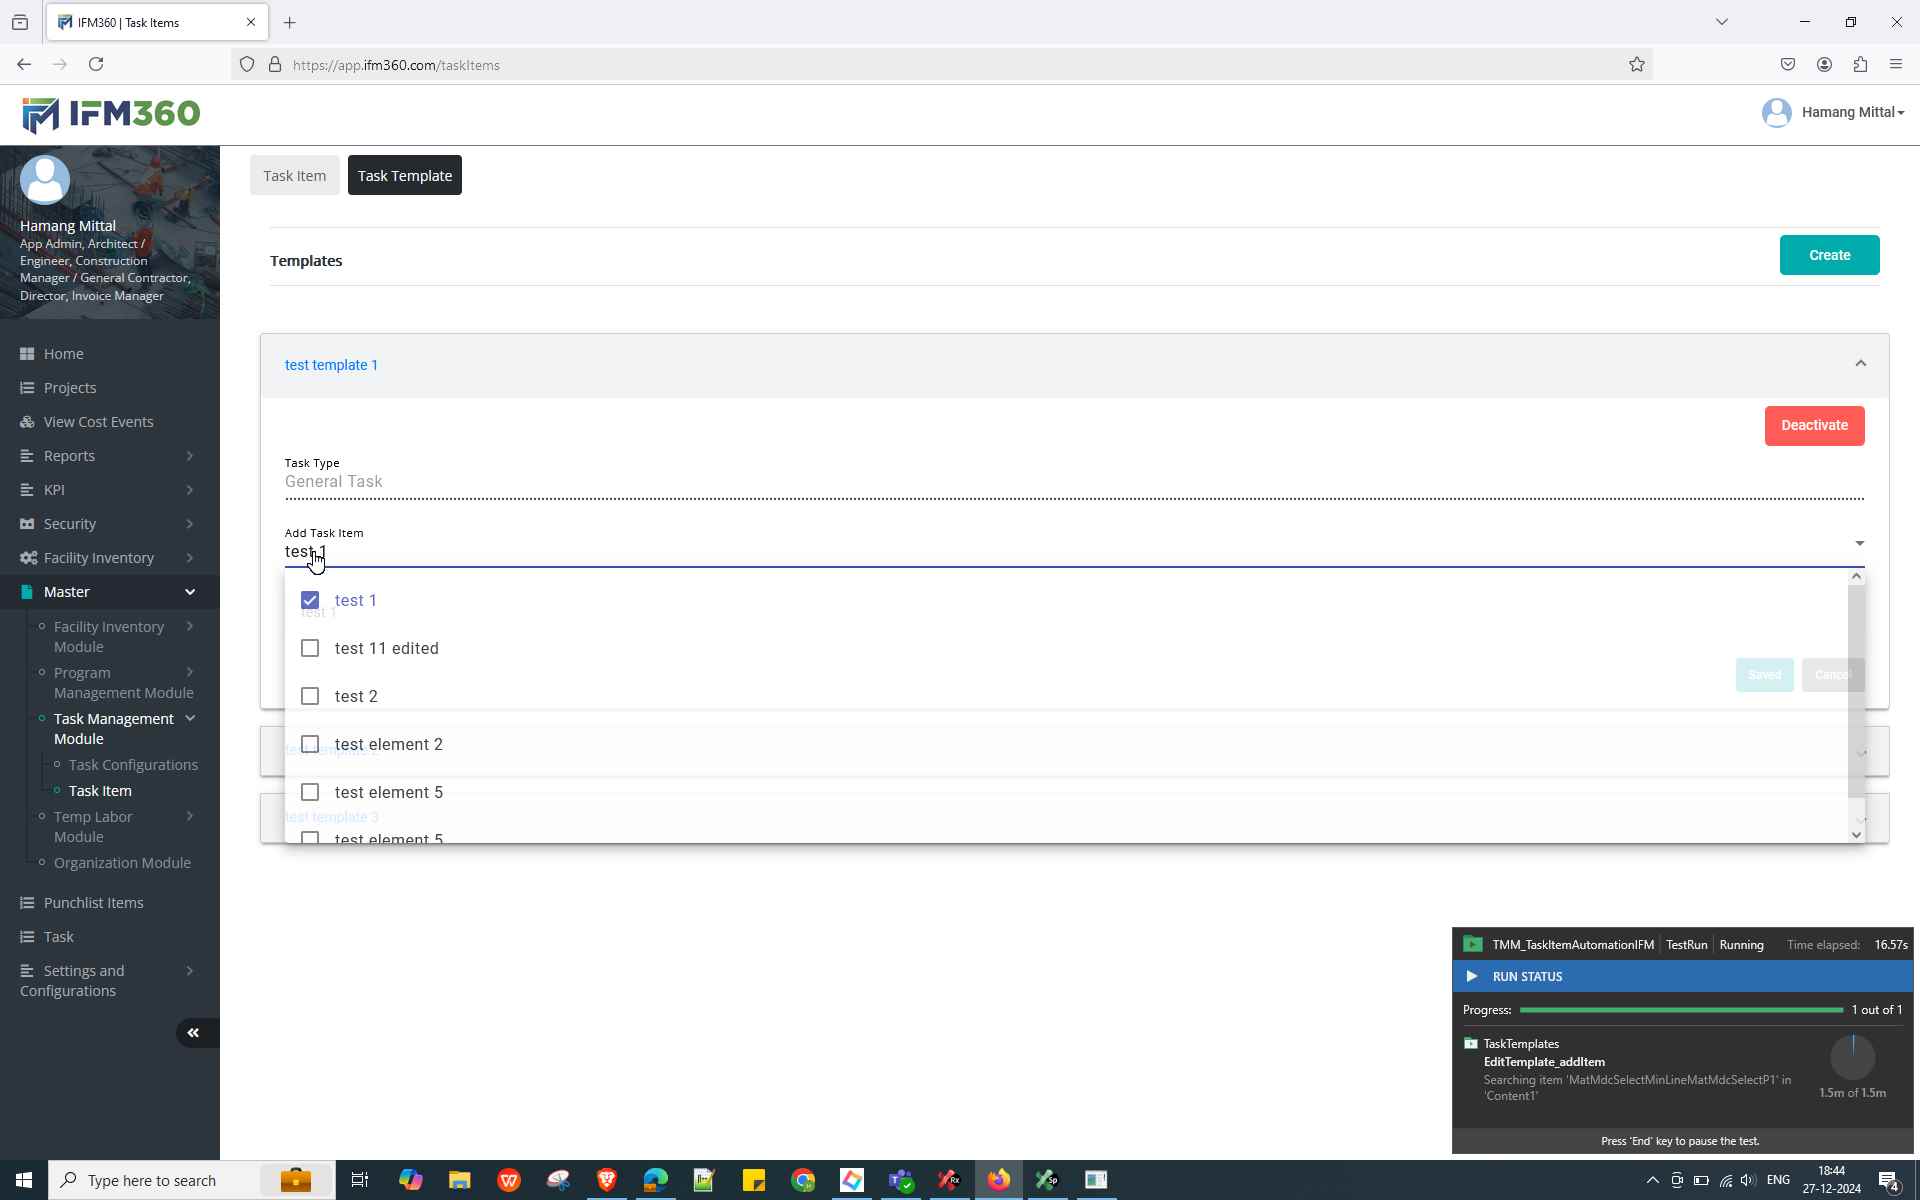 IFM360 | Task Items
https://app.ifm360.com/taskItems
IFM360
Hamang Mittal
Hamang Mittal
App Admin, Architect /
Engineer, Construction
Manager / General Contractor,
Director, Invoice Manager
Home
Projects
View Cost Events
Reports
KPI
Security
Facility Inventory
Master
Facility Inventory
Module
Program
Management Module
Task Management
Module
Task Configurations
Task Item
Temp Labor
Module
Organization Module
Punchlist Items
Task
Settings and
Configurations
Task Item
Task Template
Templates
Create
test template 1
Deactivate
Task Type
General Task
Add Task Item
test 1
test 1
test 1
test 11 edited
test 2
Saved
Cancel
test element 2
test element 5
test template 3
test element 5
TMM_TaskItemAutomationIFM
TestRun
Running
Time elapsed:
16.57s
RUN STATUS
Progress:
1 out of 1
TaskTemplates
EditTemplate_addItem
Searching item 'MatMdcSelectMinLineMatMdcSelectP1' in
'Content1'
1.5m of 1.5m
Press 'End' key to pause the test.
Type here to search
ENG
18:44
27-12-2024
4